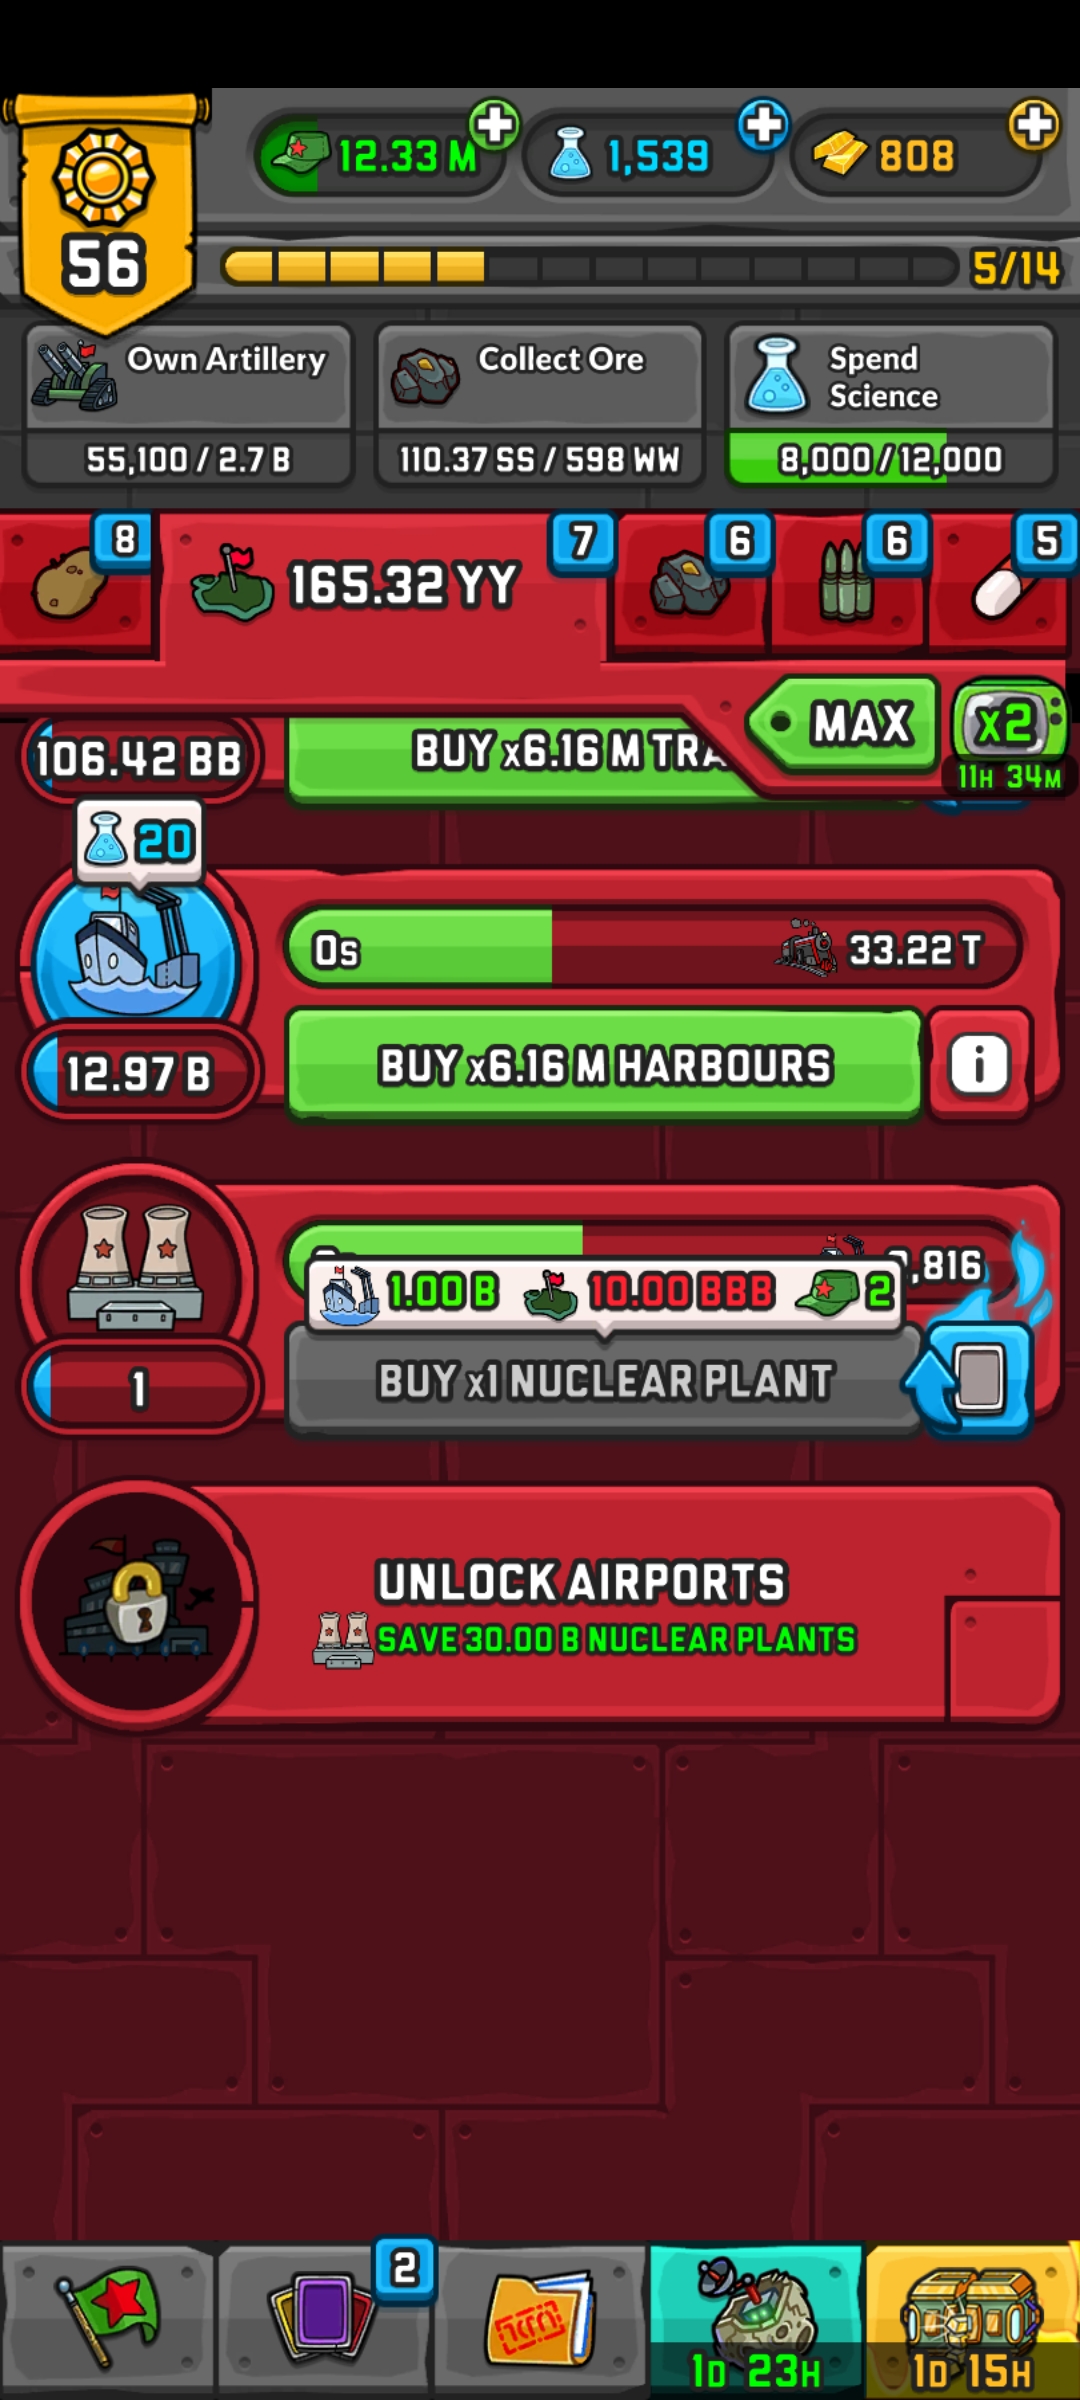 12.33 M
1,539
808
56
5/14
Own Artillery
55,100 / 2.7 B
Collect Ore
110.37 SS / 598 WW
Spend
Science
8,000 / 12,000
8
165.32 YY
7
6
6
5
MAX
x2
11H 34M
106.42 BB
BUY x6.16 M TRA
20
0s
33.22 T
12.97 B
BUY x6.16 M HARBOURS
i
,816
1.00 B
10.00 BBB
2
1
BUY x1 NUCLEAR PLANT
UNLOCK AIRPORTS
SAVE 30.00 B NUCLEAR PLANTS
2
1D 23H
1D 15H